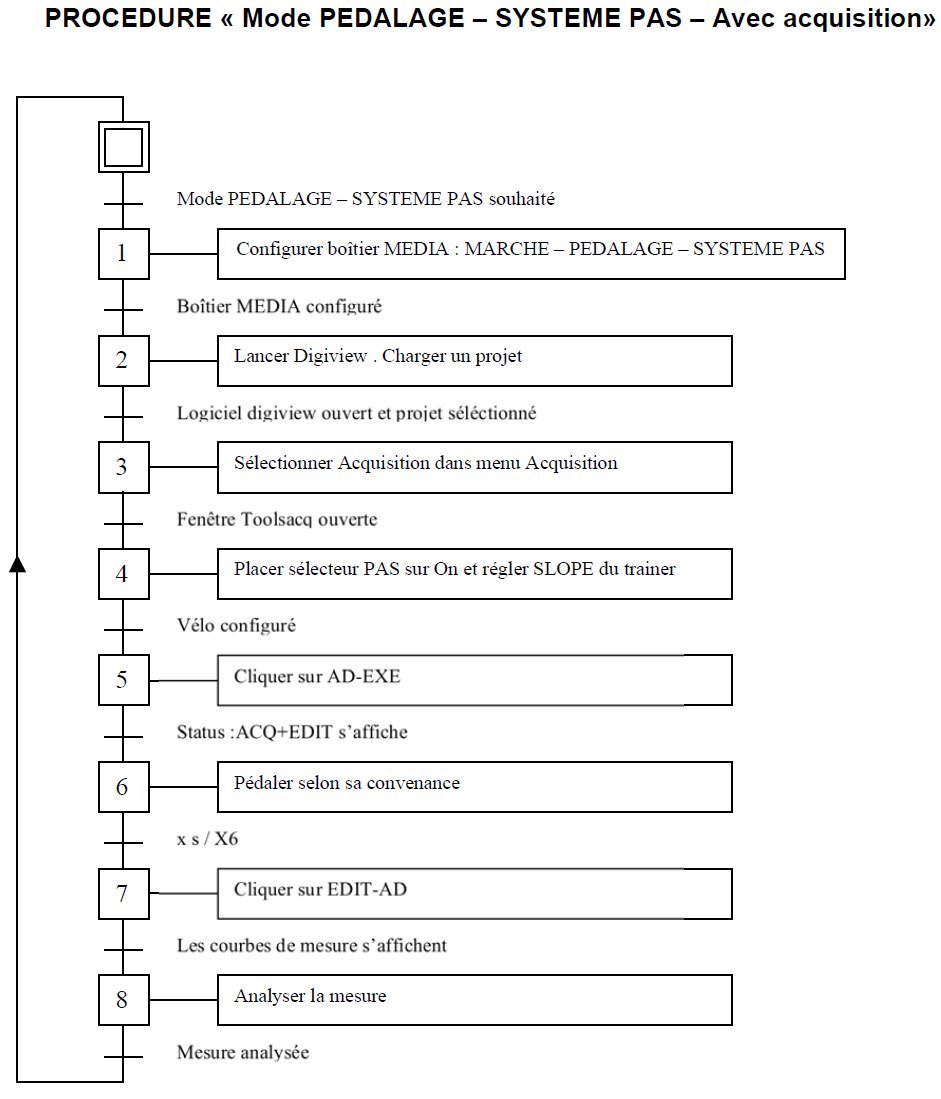 PROCEDURE « Mode PEDALAGE – SYSTEME PAS – Avec acquisition»
Mode PEDALAGE – SYSTEME PAS souhaité
1 Configurer boîtier MEDIA : MARCHE – PEDALAGE – SYSTEME PAS
Boîtier MEDIA configuré
2 Lancer Digiview . Charger un projet
Logiciel digiview ouvert et projet séléctionné
3 Sélectionner Acquisition dans menu Acquisition
Fenêtre Toolsacq ouverte
4 Placer sélecteur PAS sur On et régler SLOPE du trainer
Vélo configuré
5 Cliquer sur AD-EXE
Status :ACQ+EDIT s’affiche
6 Pédaler selon sa convenance
x s / X6
7 Cliquer sur EDIT-AD
Les courbes de mesure s’affichent
8 Analyser la mesure
Mesure analysée